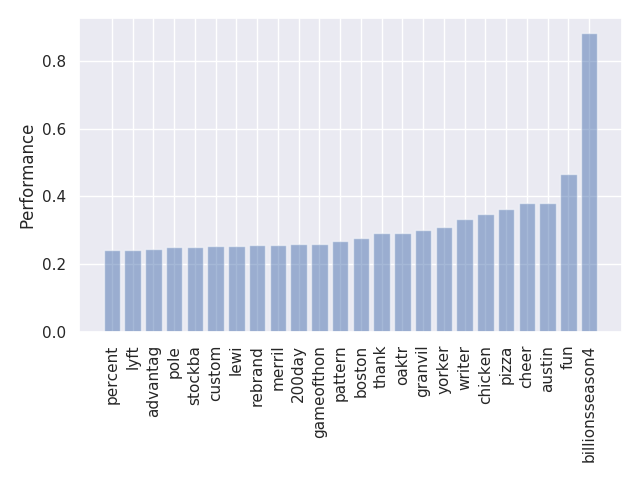 0.8
0.6
0.4
0.2
0.0
Performance
percent
lyft
advantag
pole
stockba
custom
lewi
rebrand
merril
200day
gameofthon
pattern
boston
thank
oaktr
granvil
yorker
writer
chicken
pizza
cheer
austin
fun
billionsseason4